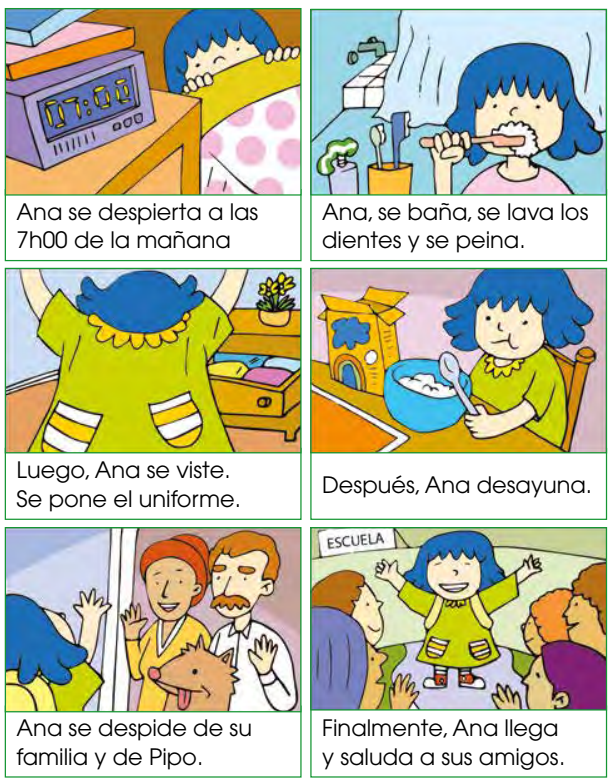 07:00
Ana se despierta a las
7h00 de la mañana
Ana, se baña, se lava los
dientes y se peina.
Luego, Ana se viste.
Se pone el uniforme.
Después, Ana desayuna.
Ana se despide de su
familia y de Pipo.
ESCUELA
Finalmente, Ana llega
y saluda a sus amigos.